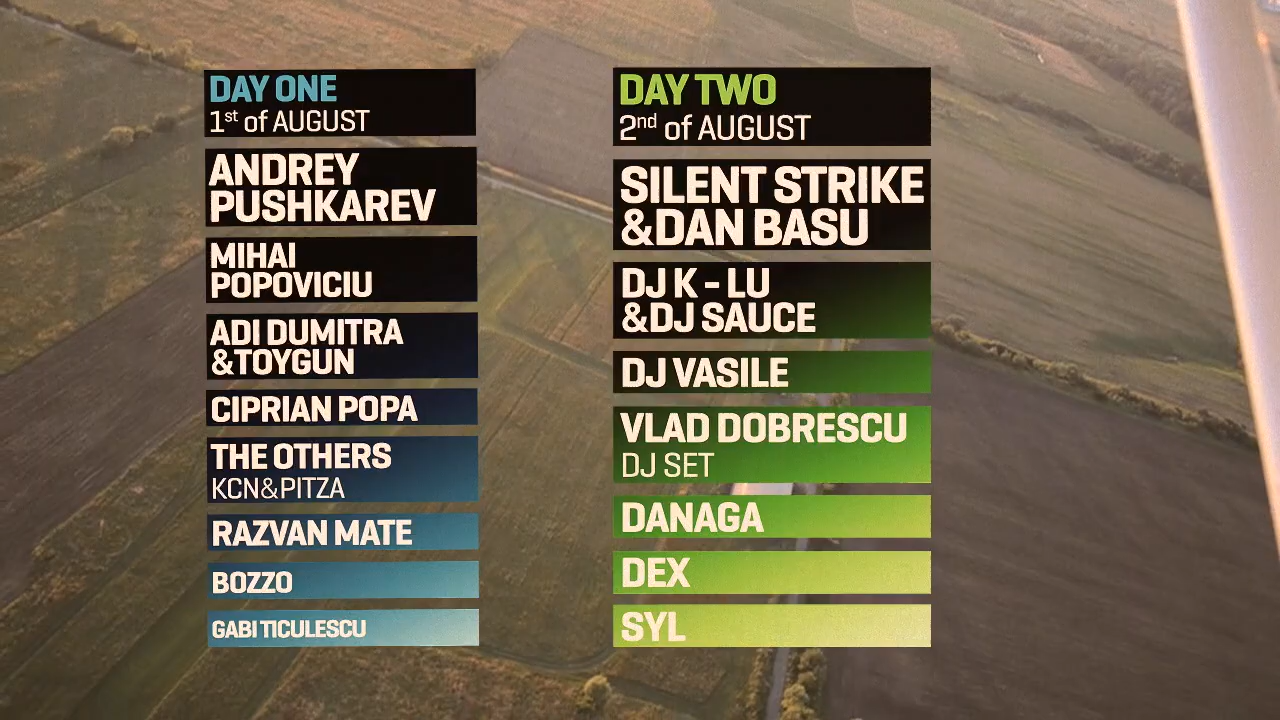 DAY ONE
1st of AUGUST
ANDREY
PUSHKAREV
MIHAI
POPOVICIU
ADI DUMITRA
&TOYGUN
CIPRIAN POPA
THE OTHERS
KCN&PITZA
RAZVAN MATE
BOZZO
GABI TICULESCU
DAY TWO
2nd of AUGUST
SILENT STRIKE
&DAN BASU
DJ K - LU
&DJ SAUCE
DJ VASILE
VLAD DOBRESCU
DJ SET
DANAGA
DEX
SYL